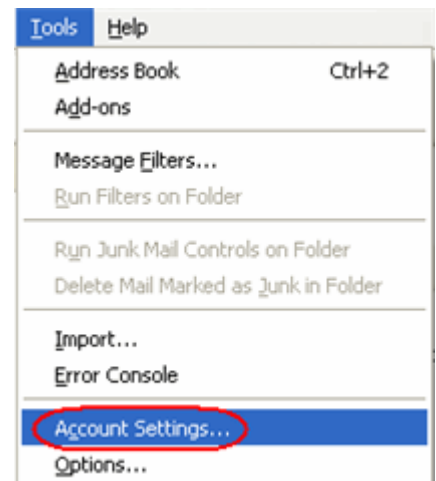 Tools Help
Address Book Ctrl+2
Add-ons
Message Filters...
Run Filters on Folder
Run Junk Mail Controls on Folder
Delete Mail Marked as Junk in Folder
Import...
Error Console
Account Settings...
Options...